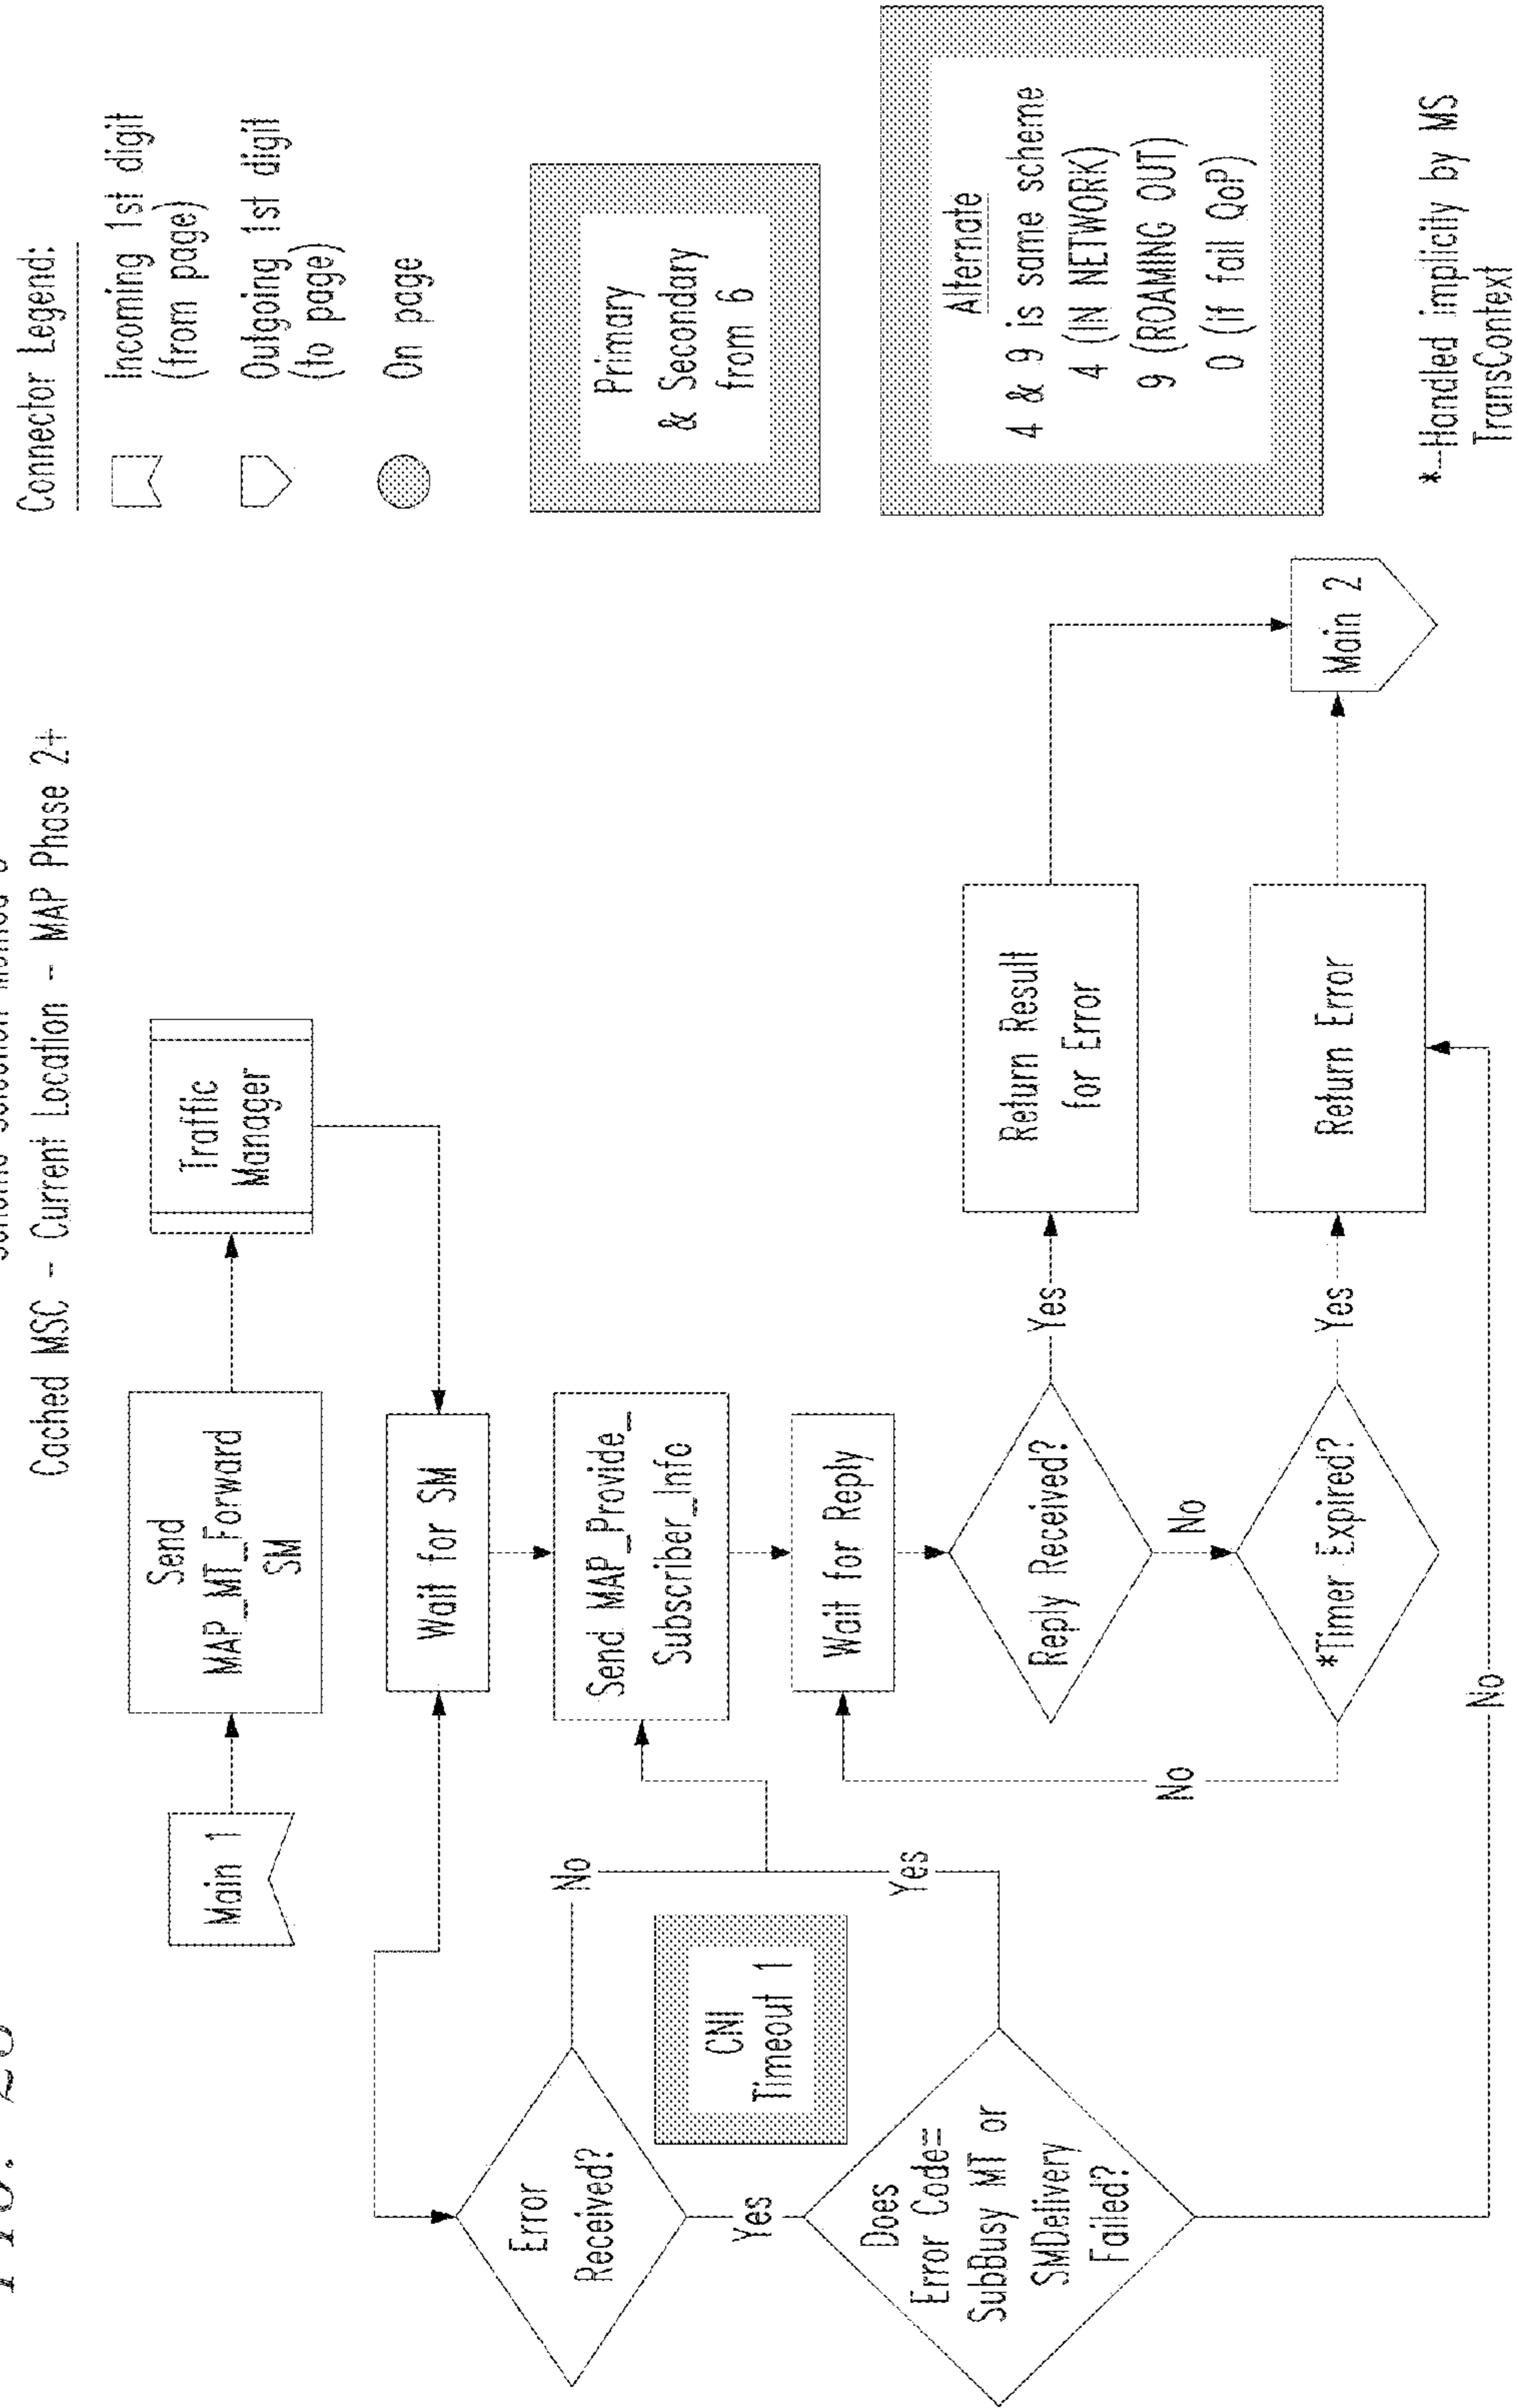 Cached MSC - Current Location - MAP Phase 2+
Main 1
Send
MAP_MT_Forward
SM
Traffic
Manager
Wait for SM
Error
Received?
No
Yes
CNI
Timeout 1
Does
Error Code=
SubBusy MT or
SMDelivery
Failed?
Yes
No
Send MAP_Provide_
Subscriber_Info
Wait for Reply
Reply Received?
Yes
No
*Timer Expired?
Yes
No
Return Result
for Error
Return Error
Main 2
Connector Legend:
Incoming 1st digit
(from page)
Outgoing 1st digit
(to page)
On page
Primary
& Secondary
from 6
Alternate
4 & 9 is same scheme
4 (IN NETWORK)
9 (ROAMING OUT)
0 (if fail QoP)
*-Handled implicity by MS
TransContext